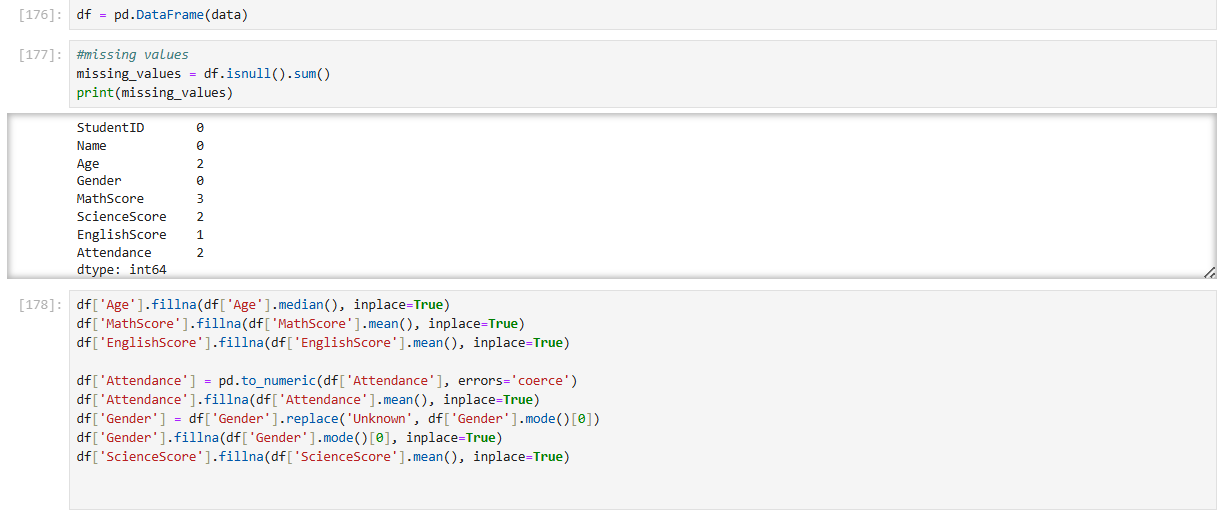 [176]: df = pd.DataFrame(data)
[177]: #missing values
missing_values = df.isnull().sum()
print(missing_values)
StudentID 0
Name 0
Age 2
Gender 0
MathScore 3
ScienceScore 2
EnglishScore 1
Attendance 2
dtype: int64
[178]: df['Age'].fillna(df['Age'].median(), inplace=True)
df['MathScore'].fillna(df['MathScore'].mean(), inplace=True)
df['EnglishScore'].fillna(df['EnglishScore'].mean(), inplace=True)
df['Attendance'] = pd.to_numeric(df['Attendance'], errors='coerce')
df['Attendance'].fillna(df['Attendance'].mean(), inplace=True)
df['Gender'] = df['Gender'].replace('Unknown', df['Gender'].mode()[0])
df['Gender'].fillna(df['Gender'].mode()[0], inplace=True)
df['ScienceScore'].fillna(df['ScienceScore'].mean(), inplace=True)